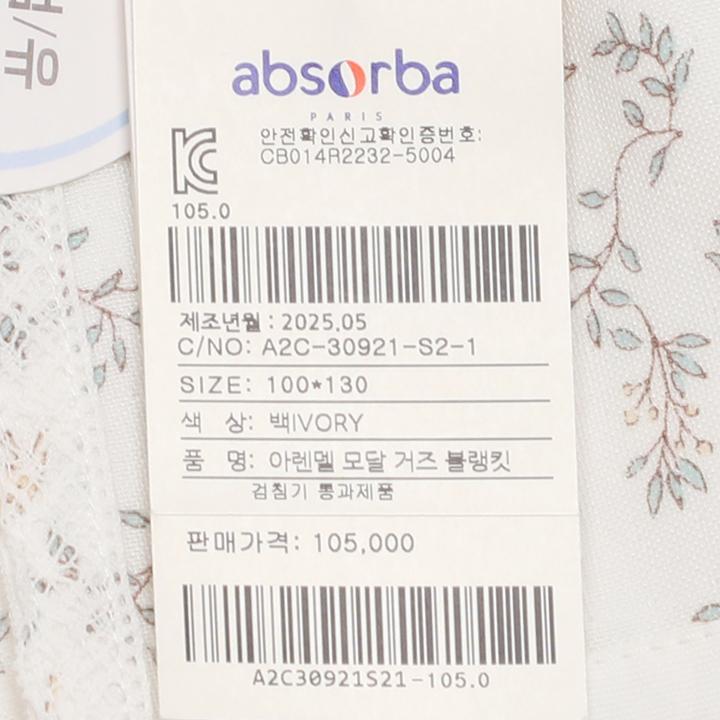 absorba
PARIS
안전확인신고확인증번호:
CB014R2232-5004
105.0
제조년월 : 2025.05
C/NO: A2C-30921-S2-1
SIZE: 100*130
색 상: 백IVORY
품 명: 아렌델 모달 거즈 블랭킷
검침기 통과제품
판매가격: 105,000
A2C30921S21-105.0